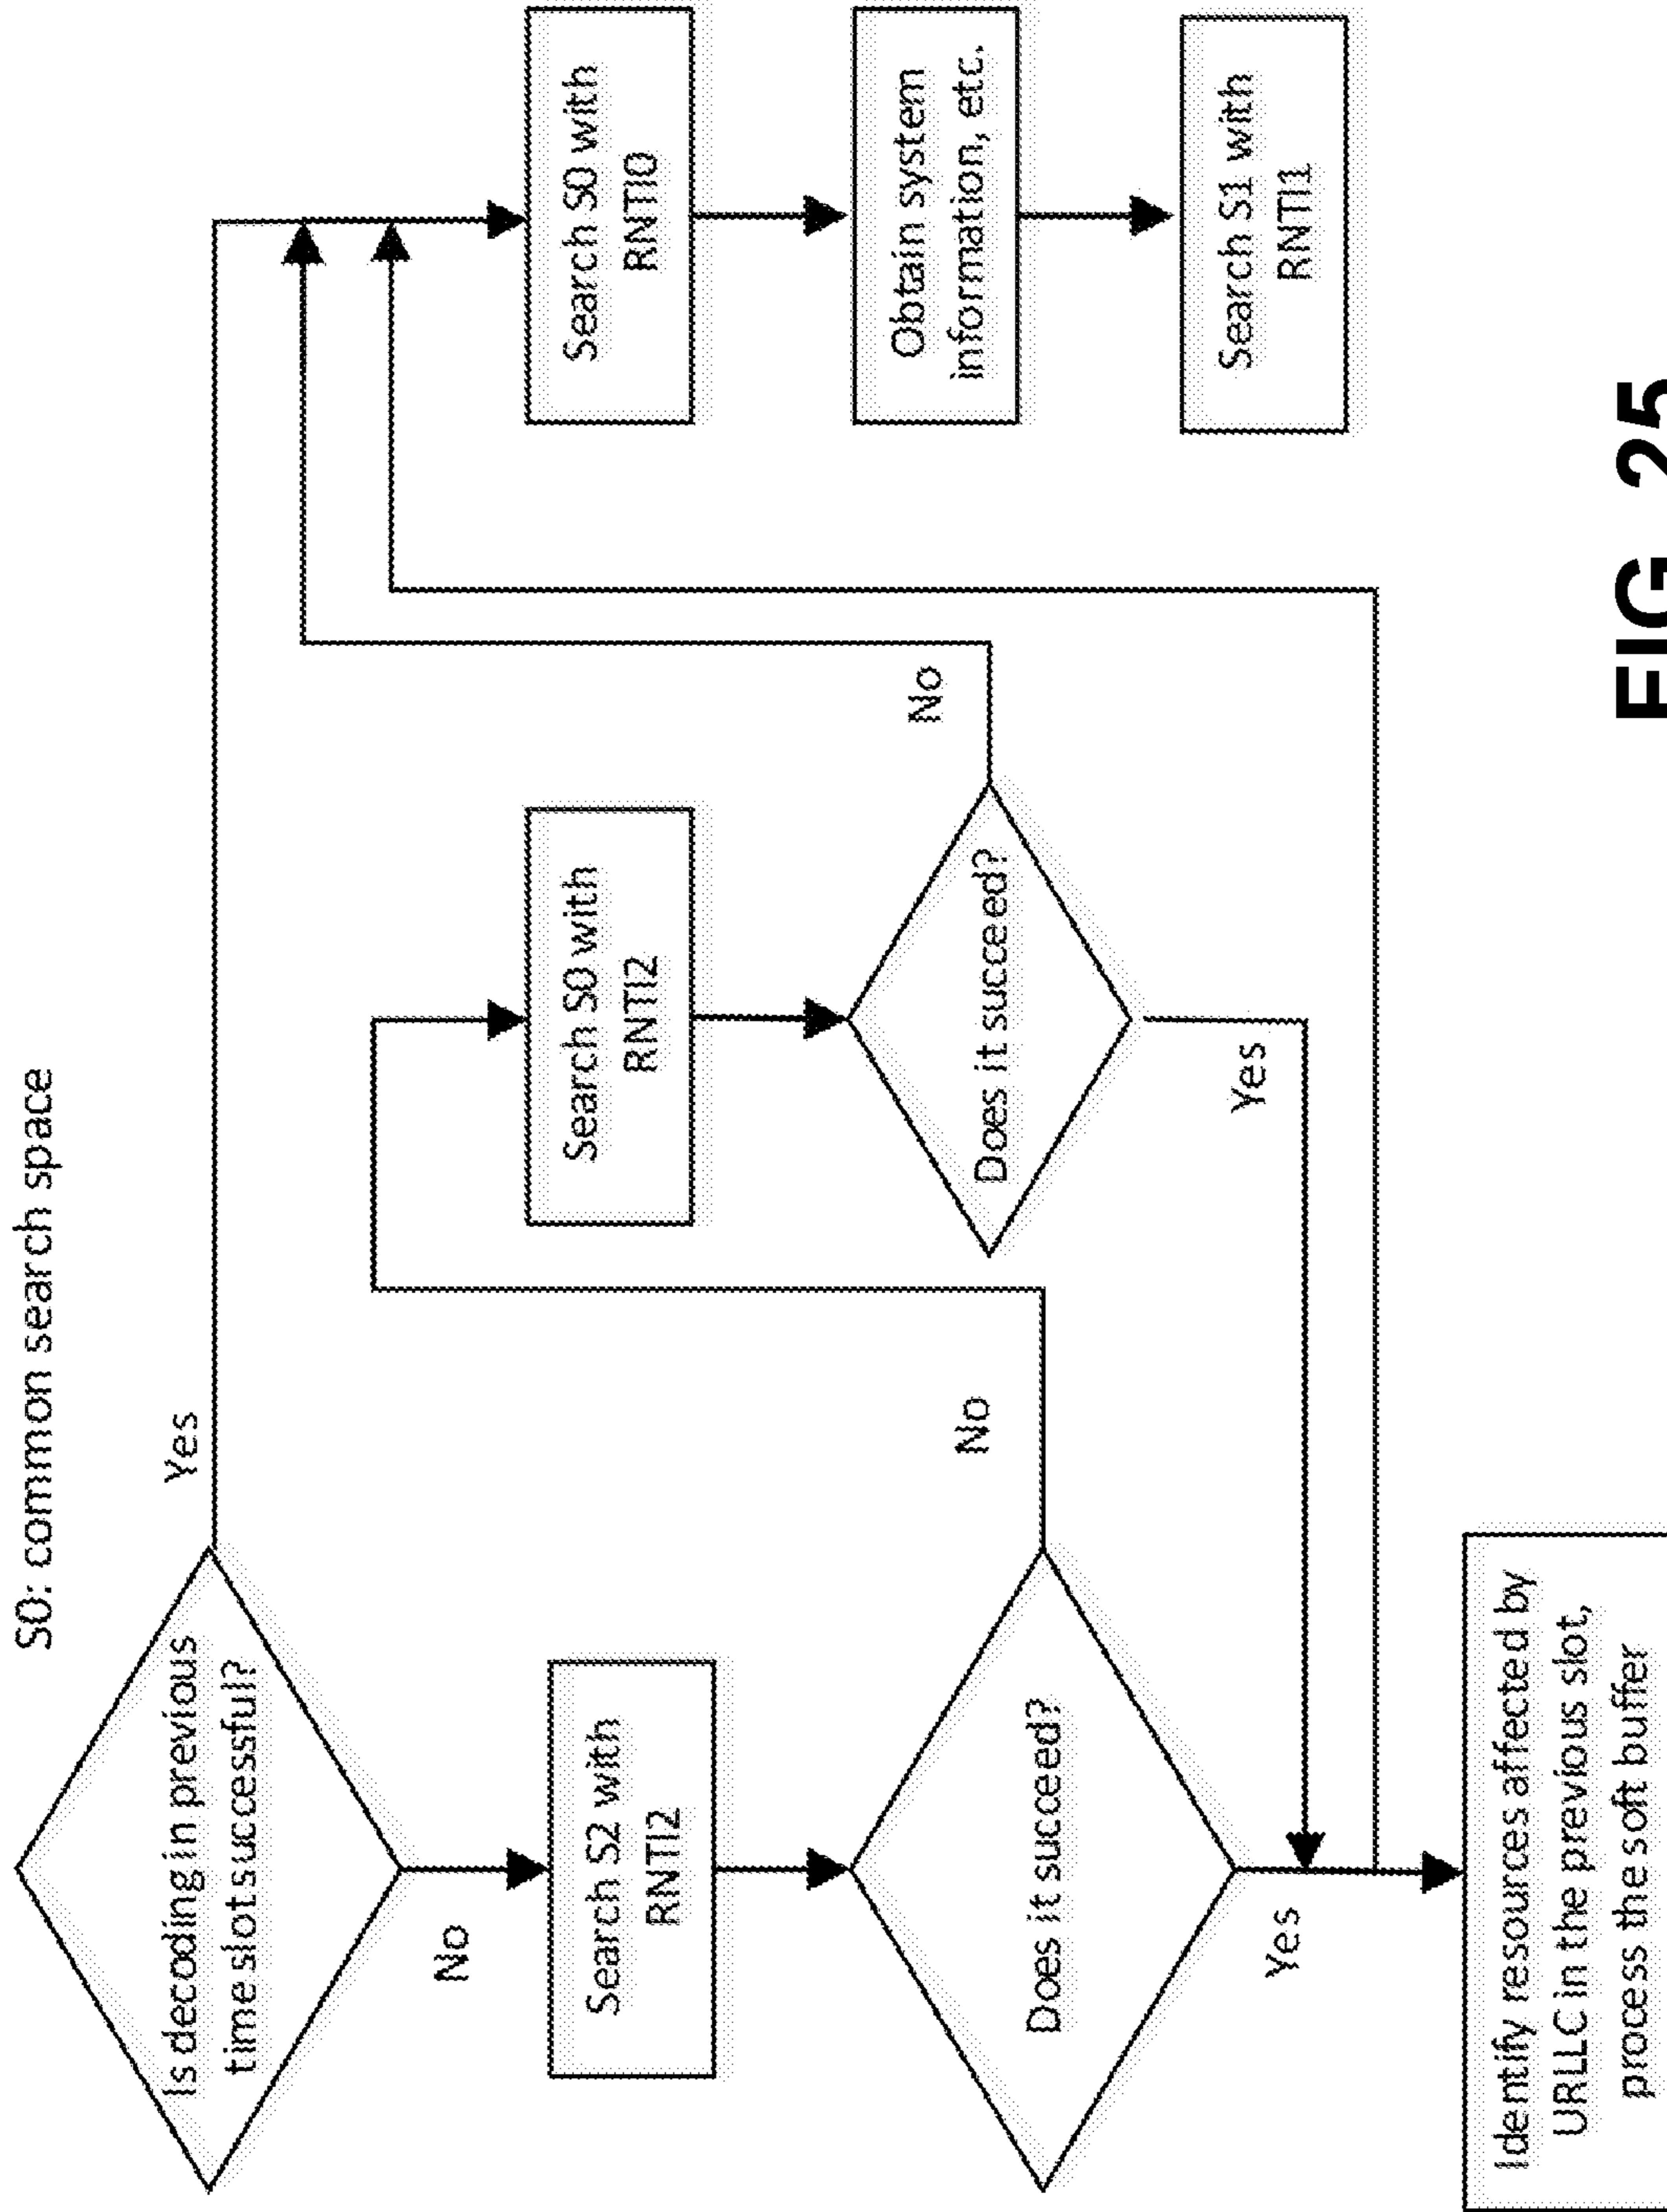 S0: common search space
Is decoding in previous
time slot successful?
Yes
No
Search S2 with
RNTI2
Does it succeed?
No
Yes
Identify resources affected by
URLLC in the previous slot,
process the soft buffer
Search S0 with
RNTI2
Does it succeed?
No
Yes
Search S0 with
RNTI0
Obtain system
information, etc.
Search S1 with
RNTI1
FIG. 25